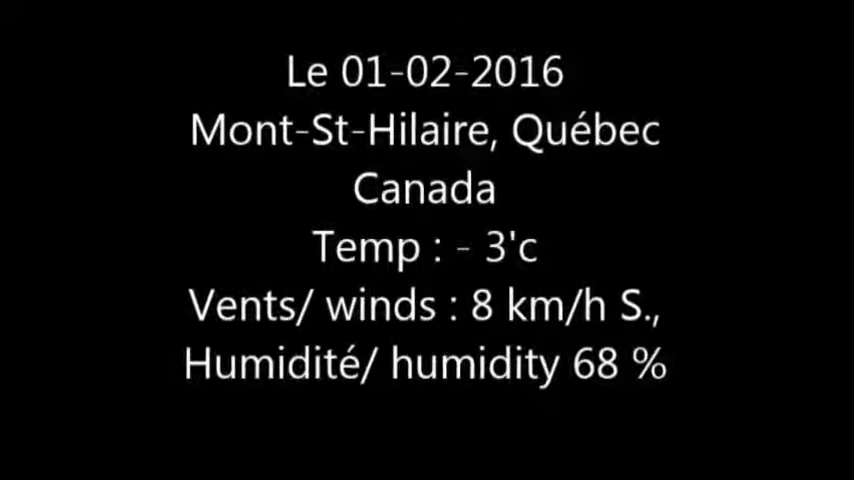 Le 01-02-2016
Mont-St-Hilaire, Québec
Canada
Temp : - 3'c
Vents/ winds : 8 km/h S.,
Humidité/ humidity 68 %